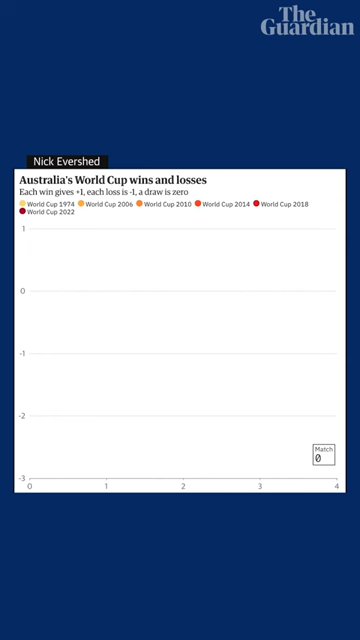 The
Guardian
Nick Evershed
Australia's World Cup wins and losses
Each win gives +1, each loss is -1, a draw is zero
World Cup 1974 World Cup 2006 World Cup 2010 World Cup 2014 World Cup 2018
World Cup 2022
1
0
-1
-2
Match
0
-3
0 1 2 3 4